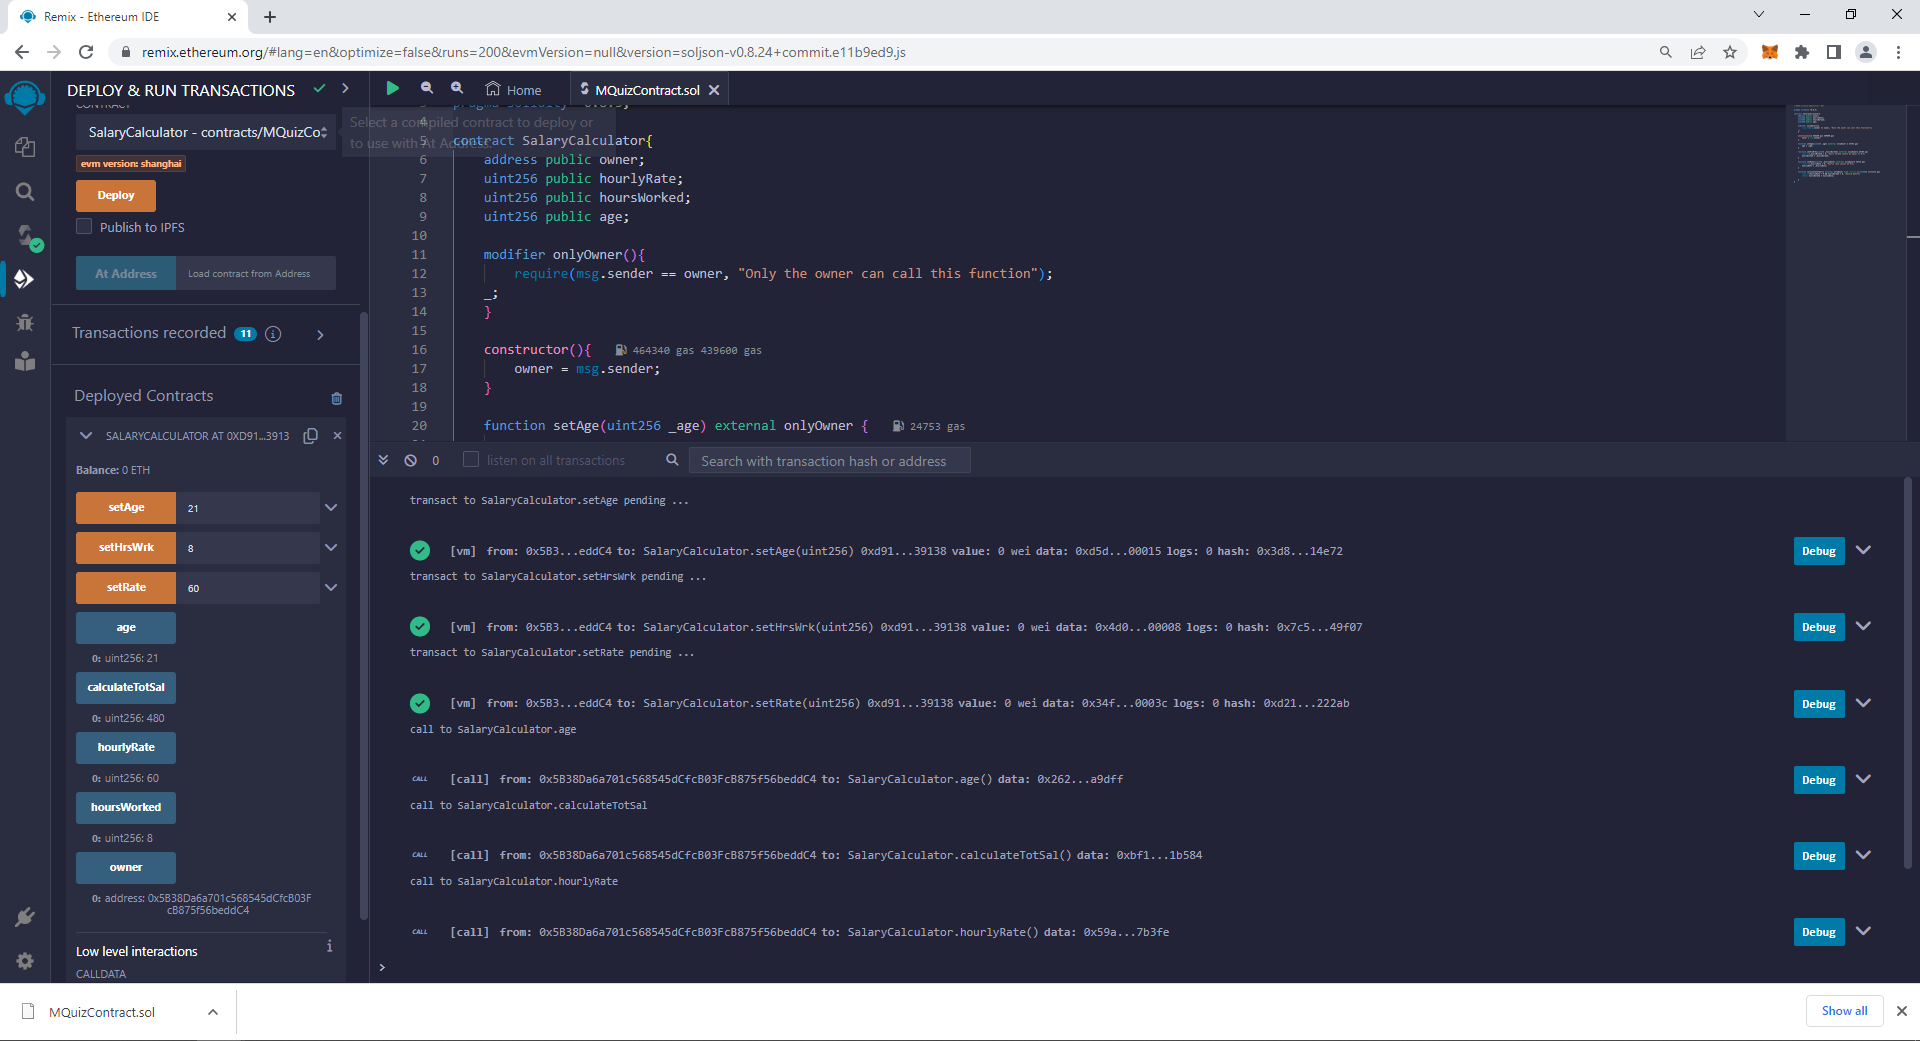 Remix - Ethereum IDE
remix.ethereum.org/#lang=en&optimize=false&runs=200&evmVersion=null&version=soljson-v0.8.24+commit.e11b9ed9.js
DEPLOY & RUN TRANSACTIONS
CONTRACT
SalaryCalculator - contracts/MQuizCo
Select a compiled contract to deploy or
to use with At Address.
evm version: shanghai
Deploy
Publish to IPFS
At Address
Load contract from Address
Transactions recorded 11
Deployed Contracts
SALARYCALCULATOR AT 0XD91...3913
Balance: 0 ETH
setAge 21
setHrsWrk 8
setRate 60
age
0: uint256: 21
calculateTotSal
0: uint256: 480
hourlyRate
0: uint256: 60
hoursWorked
0: uint256: 8
owner
0: address: 0x5B38Da6a701c568545dCfcB03F
cB875f56beddC4
Low level interactions
CALLDATA
Home
MQuizContract.sol
4
5 contract SalaryCalculator{
6 address public owner;
7 uint256 public hourlyRate;
8 uint256 public hoursWorked;
9 uint256 public age;
10
11 modifier onlyOwner(){
12 require(msg.sender == owner, "Only the owner can call this function");
13 _;
14 }
15
16 constructor(){ 464340 gas 439600 gas
17 owner = msg.sender;
18 }
19
20 function setAge(uint256 _age) external onlyOwner { 24753 gas
0 listen on all transactions
Search with transaction hash or address
transact to SalaryCalculator.setAge pending ...
[vm] from: 0x5B3...eddC4 to: SalaryCalculator.setAge(uint256) 0xd91...39138 value: 0 wei data: 0xd5d...00015 logs: 0 hash: 0x3d8...14e72
Debug
transact to SalaryCalculator.setHrsWrk pending ...
[vm] from: 0x5B3...eddC4 to: SalaryCalculator.setHrsWrk(uint256) 0xd91...39138 value: 0 wei data: 0x4d0...00008 logs: 0 hash: 0x7c5...49f07
Debug
transact to SalaryCalculator.setRate pending ...
[vm] from: 0x5B3...eddC4 to: SalaryCalculator.setRate(uint256) 0xd91...39138 value: 0 wei data: 0x34f...0003c logs: 0 hash: 0xd21...222ab
Debug
call to SalaryCalculator.age
CALL [call] from: 0x5B38Da6a701c568545dCfcB03FcB875f56beddC4 to: SalaryCalculator.age() data: 0x262...a9dff
Debug
call to SalaryCalculator.calculateTotSal
CALL [call] from: 0x5B38Da6a701c568545dCfcB03FcB875f56beddC4 to: SalaryCalculator.calculateTotSal() data: 0xbf1...1b584
Debug
call to SalaryCalculator.hourlyRate
CALL [call] from: 0x5B38Da6a701c568545dCfcB03FcB875f56beddC4 to: SalaryCalculator.hourlyRate() data: 0x59a...7b3fe
Debug
>
MQuizContract.sol
Show all